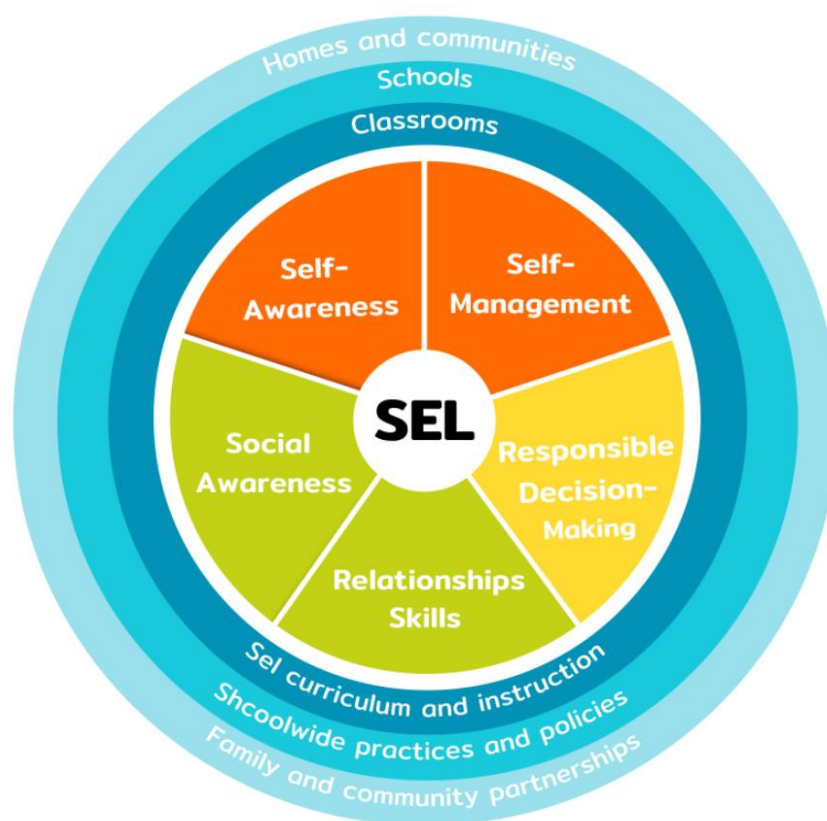 Homes and communities
Schools
Classrooms
Self-
Awareness
Self-
Management
SEL
Social
Awareness
Responsible
Decision-
Making
Relationships
Skills
Sel curriculum and instruction
Shcoolwide practices and policies
Family and community partnerships